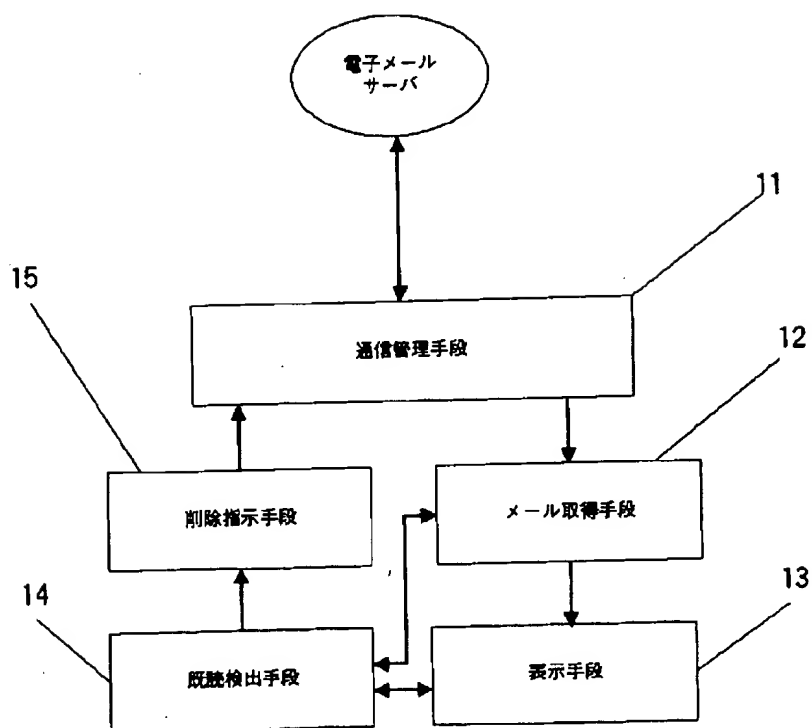 電子メール
サーバ
11
通信管理手段
15
12
削除指示手段
メール取得手段
14
13
既読検出手段
表示手段